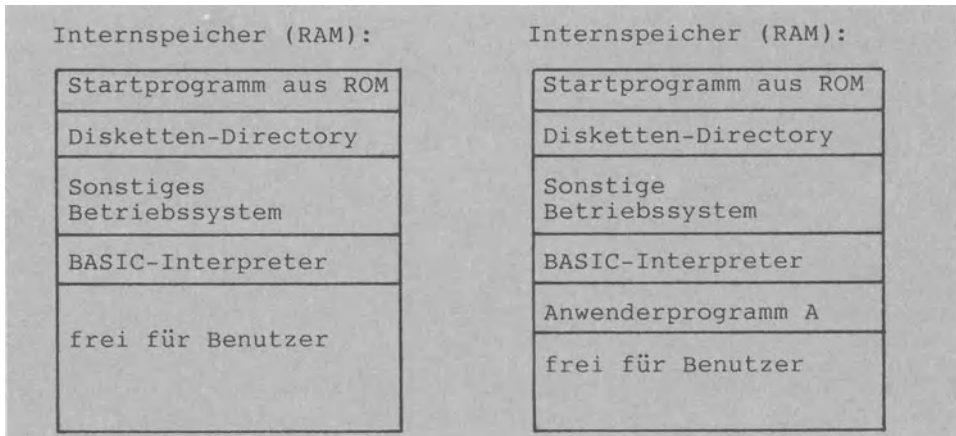 Internspeicher (RAM):
Startprogramm aus ROM
Disketten-Directory
Sonstiges
Betriebssystem
BASIC-Interpreter
frei für Benutzer
Internspeicher (RAM):
Startprogramm aus ROM
Disketten-Directory
Sonstige
Betriebssystem
BASIC-Interpreter
Anwenderprogramm A
frei für Benutzer